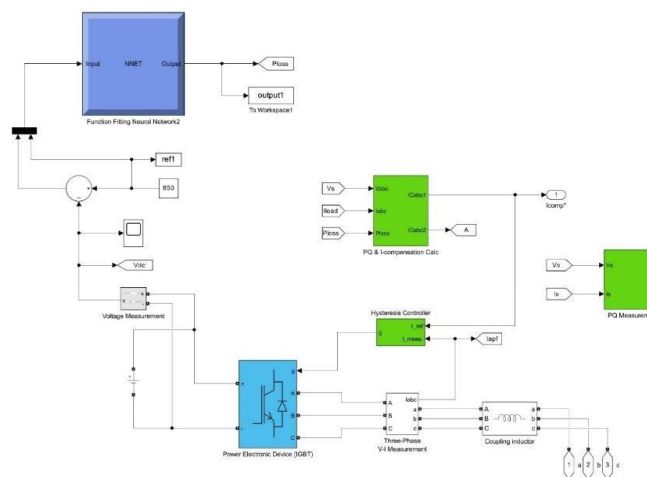 Input
NNET
Output
Ploss
output1
To Workspace1
Function Fitting Neural Network2
ref1
850
Vdc
Voltage Measurement
Vs
Iload
Ploss
Vabc
Iabc
Ploss
ICabc1
ICabc2
A
PQ & I-compensation Calc
1
Icomp*
Vs
Is
Vs
Is
PQ Measurem
Hysteresis Controller
g
I_ref
I_meas.
Iapf
g
+
-
A
B
C
Power Electronic Device (IGBT)
Iabc
A
B
C
a
b
c
Three-Phase
V-I Measurement
A
B
C
a
b
c
Coupling inductor
1 a 2 b 3 c